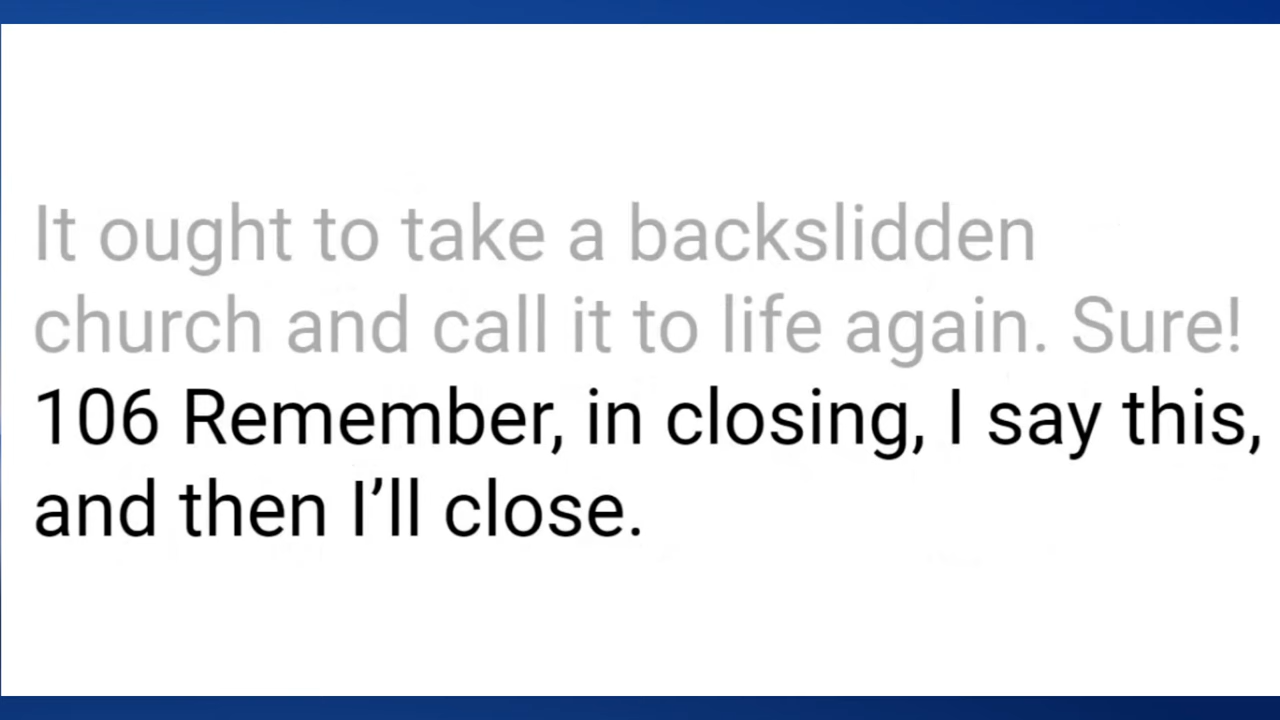 It ought to take a backslidden
church and call it to life again. Sure!
106 Remember, in closing, I say this,
and then I’ll close.